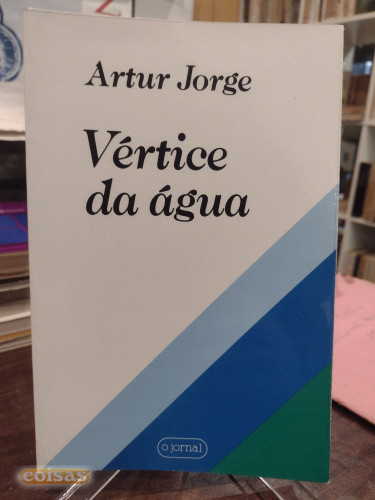 Artur Jorge
Vértice
da água
o jornal
coisas